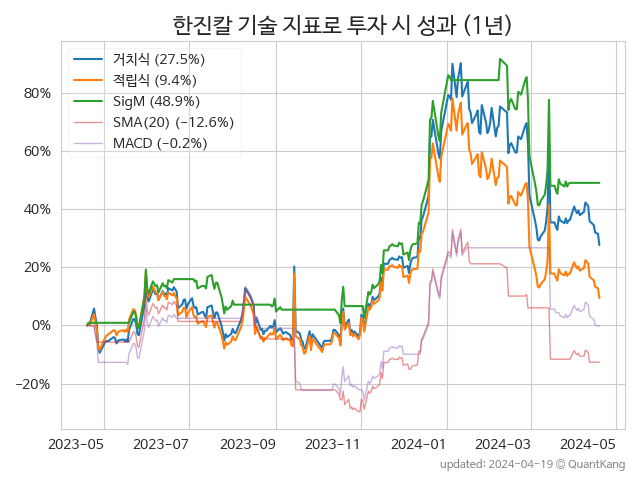 한진칼 기술 지표로 투자 시 성과 (1년)
거치식 (27.5%)
적립식 (9.4%)
SigM (48.9%)
SMA(20) (−12.6%)
MACD (−0.2%)
80%
60%
40%
20%
0%
−20%
2023-05 2023-07 2023-09 2023-11 2024-01 2024-03 2024-05
updated: 2024-04-19 © QuantKang